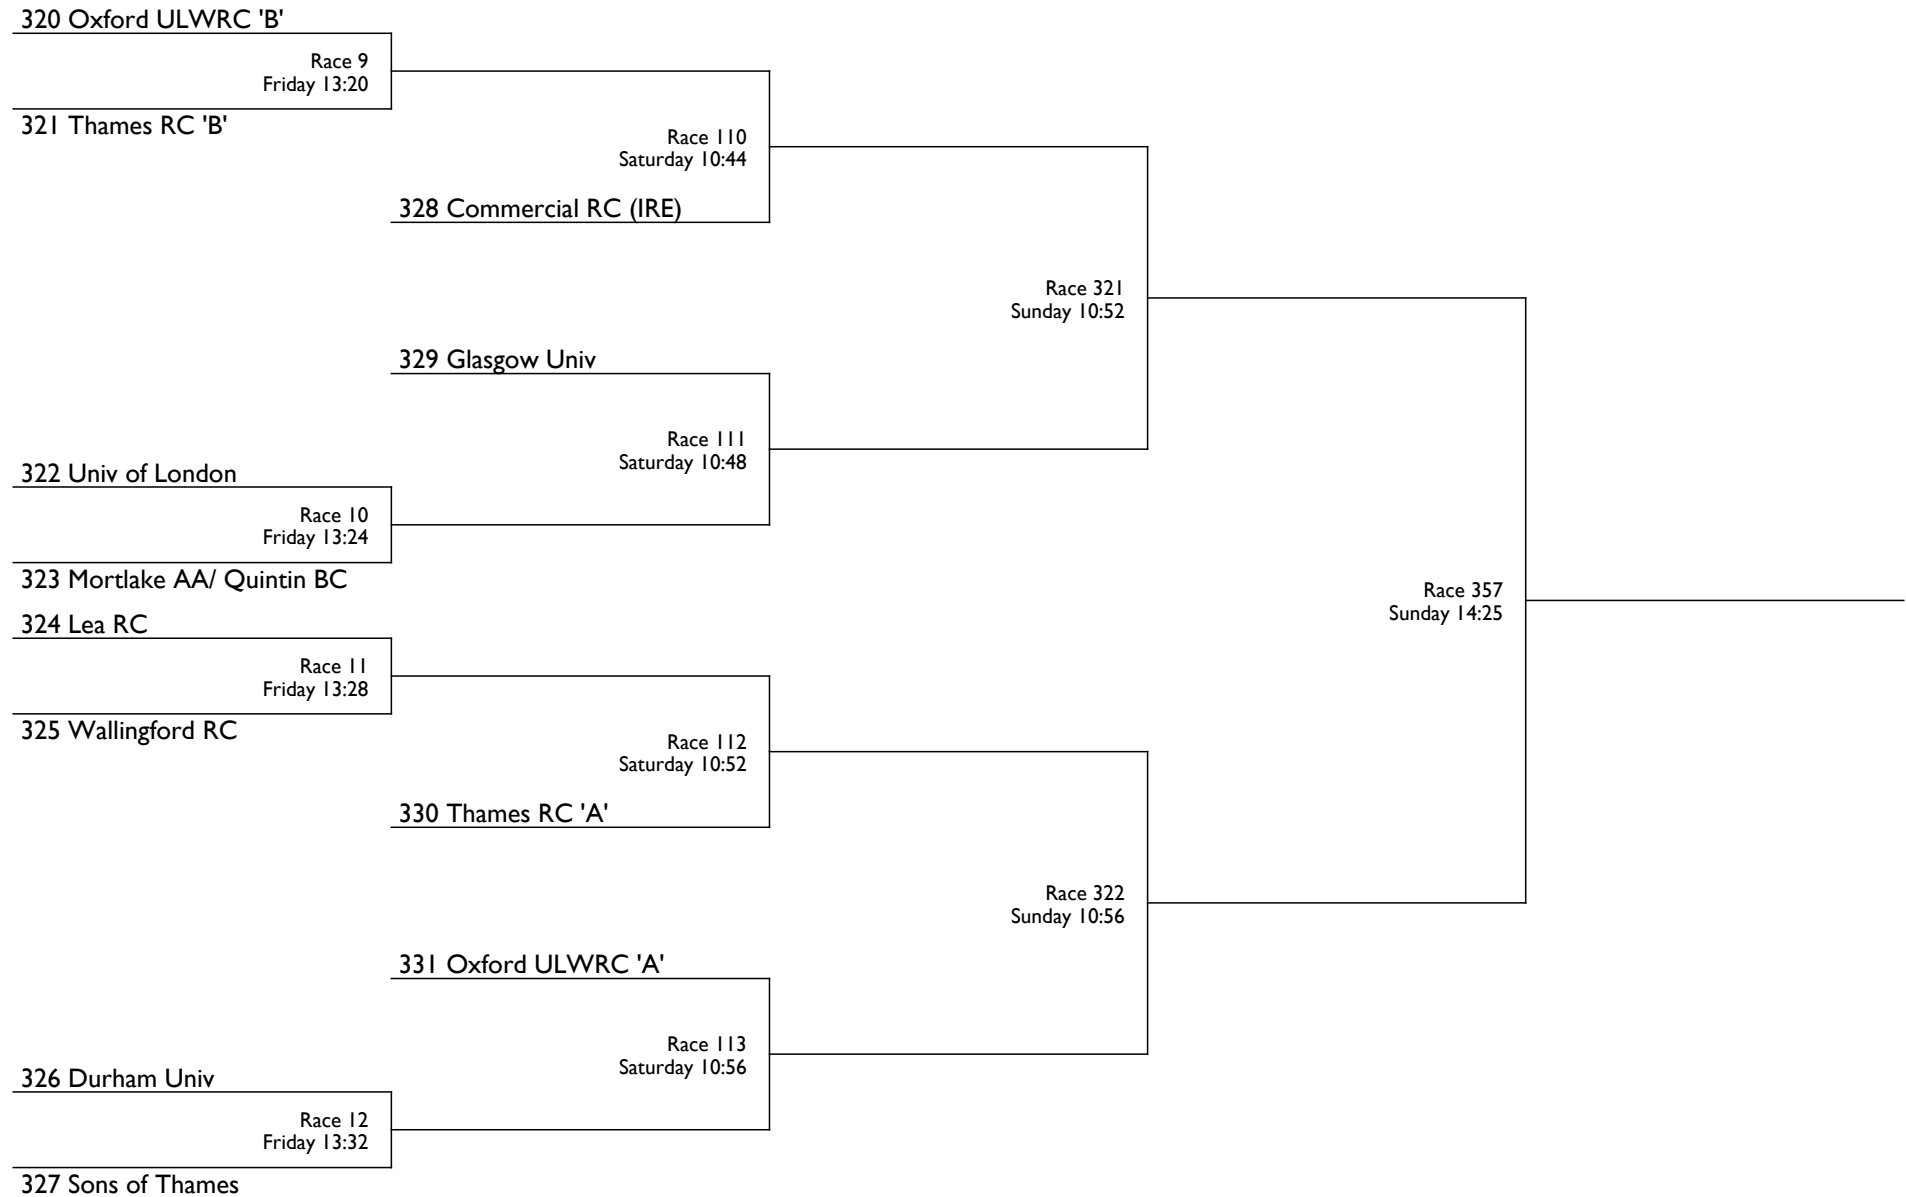 320 Oxford ULWRC 'B'
Race 9
Friday 13:20
321 Thames RC 'B'
Race 110
Saturday 10:44
328 Commercial RC (IRE)
Race 321
Sunday 10:52
329 Glasgow Univ
Race 111
Saturday 10:48
322 Univ of London
Race 10
Friday 13:24
323 Mortlake AA/ Quintin BC
Race 357
Sunday 14:25
324 Lea RC
Race 11
Friday 13:28
325 Wallingford RC
Race 112
Saturday 10:52
330 Thames RC 'A'
Race 322
Sunday 10:56
331 Oxford ULWRC 'A'
Race 113
Saturday 10:56
326 Durham Univ
Race 12
Friday 13:32
327 Sons of Thames